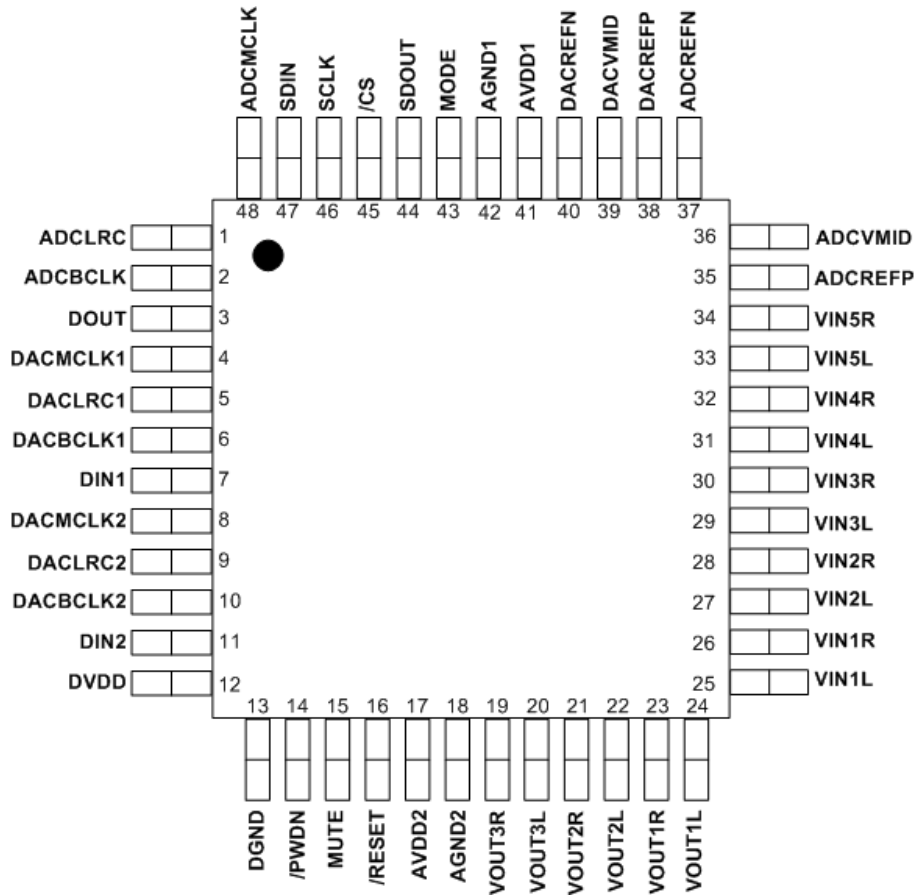 ADCMCLK
SDIN
SCLK
/CS
SDOUT
MODE
AGND1
AVDD1
DACREFN
DACVMID
DACREFP
ADCREFN
48 47 46 45 44 43 42 41 40 39 38 37
ADCLRC 1
ADCBCLK 2
DOUT 3
DACMCLK1 4
DACLRC1 5
DACBCLK1 6
DIN1 7
DACMCLK2 8
DACLRC2 9
DACBCLK2 10
DIN2 11
DVDD 12
36 ADCVMID
35 ADCREFP
34 VIN5R
33 VIN5L
32 VIN4R
31 VIN4L
30 VIN3R
29 VIN3L
28 VIN2R
27 VIN2L
26 VIN1R
25 VIN1L
13 14 15 16 17 18 19 20 21 22 23 24
DGND
/PWDN
MUTE
/RESET
AVDD2
AGND2
VOUT3R
VOUT3L
VOUT2R
VOUT2L
VOUT1R
VOUT1L